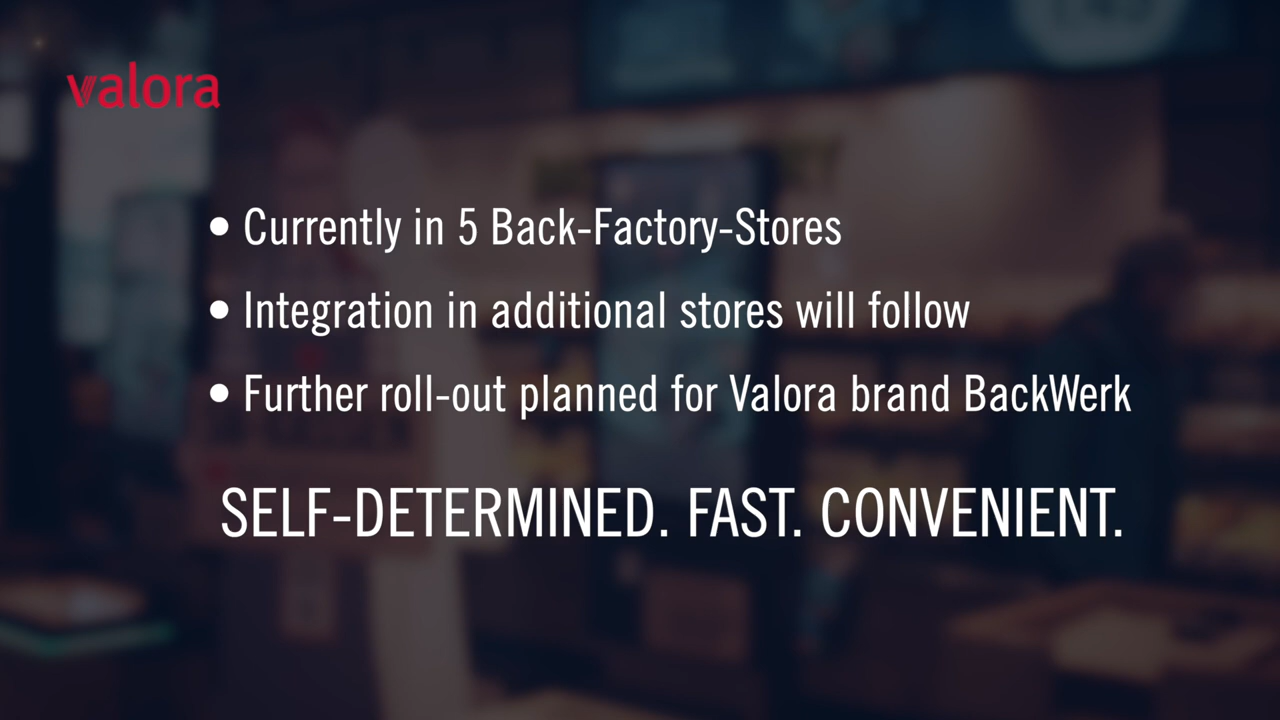 valora
• Currently in 5 Back-Factory-Stores
• Integration in additional stores will follow
• Further roll-out planned for Valora brand BackWerk
SELF-DETERMINED. FAST. CONVENIENT.